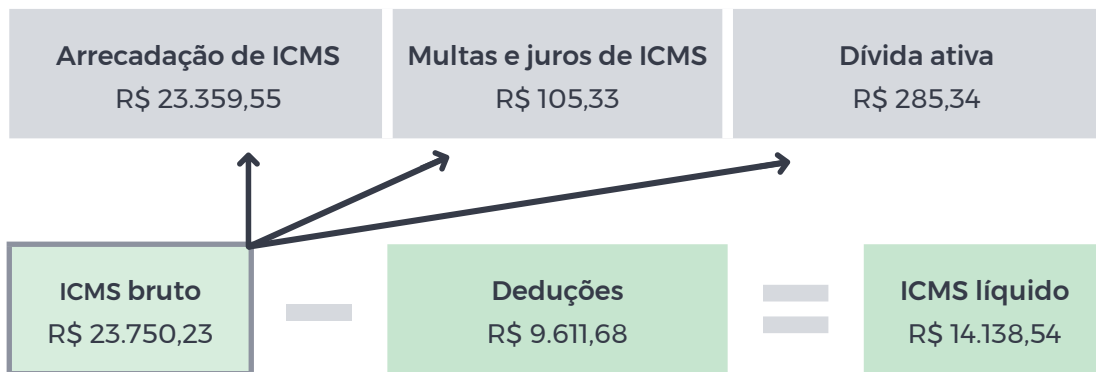 Arrecadação de ICMS
R$ 23.359,55
Multas e juros de ICMS
R$ 105,33
Dívida ativa
R$ 285,34
ICMS bruto
R$ 23.750,23
Deduções
R$ 9.611,68
ICMS líquido
R$ 14.138,54